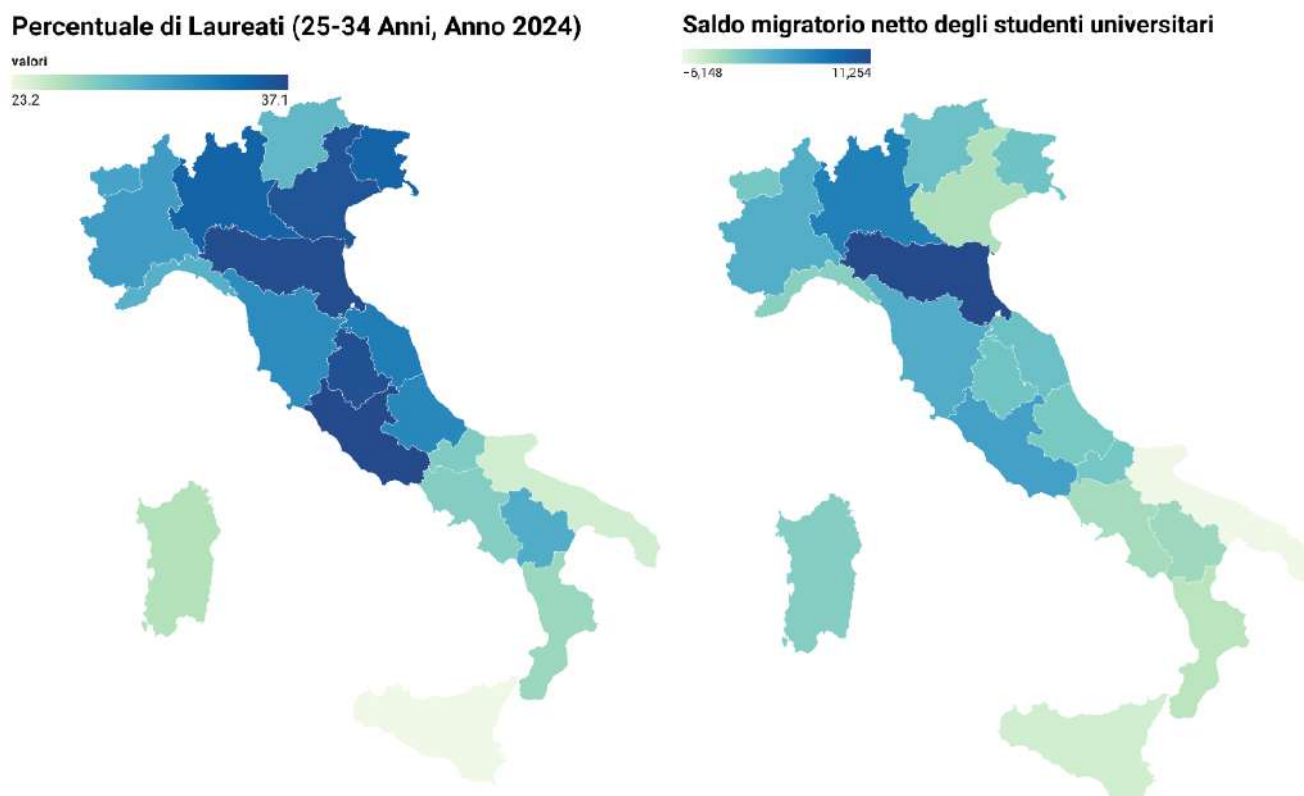 Percentuale di Laureati (25-34 Anni, Anno 2024)
valori
23.2 37.1
Saldo migratorio netto degli studenti universitari
−6,148 11,254